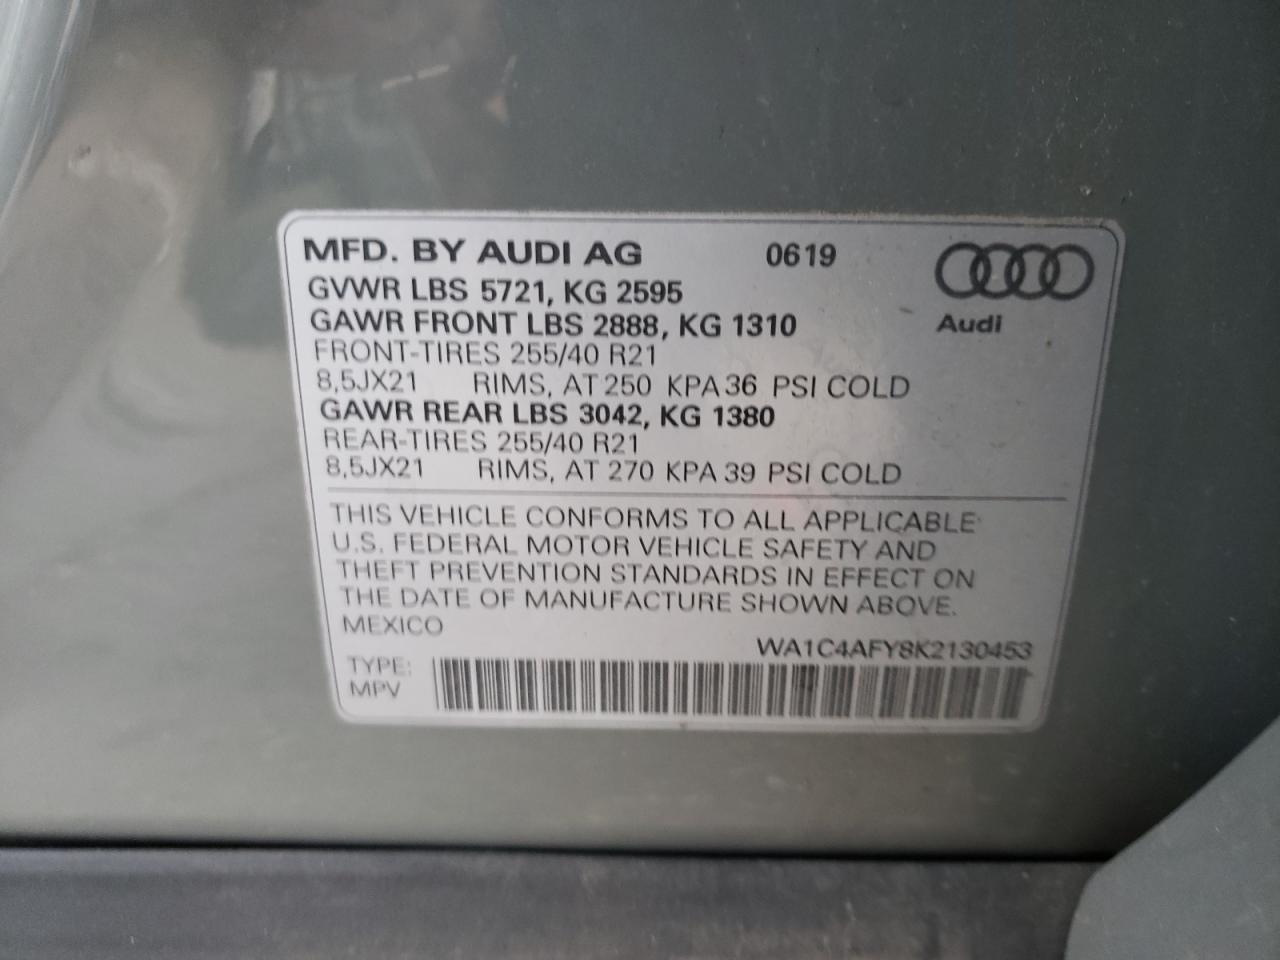 MFD. BY AUDI AG 0619
GVWR LBS 5721, KG 2595
GAWR FRONT LBS 2888, KG 1310
Audi
FRONT-TIRES 255/40 R21
8,5JX21 RIMS, AT 250 KPA 36 PSI COLD
GAWR REAR LBS 3042, KG 1380
REAR-TIRES 255/40 R21
8,5JX21 RIMS, AT 270 KPA 39 PSI COLD
THIS VEHICLE CONFORMS TO ALL APPLICABLE
U.S. FEDERAL MOTOR VEHICLE SAFETY AND
THEFT PREVENTION STANDARDS IN EFFECT ON
THE DATE OF MANUFACTURE SHOWN ABOVE.
MEXICO
WA1C4AFY8K2130453
TYPE:
MPV